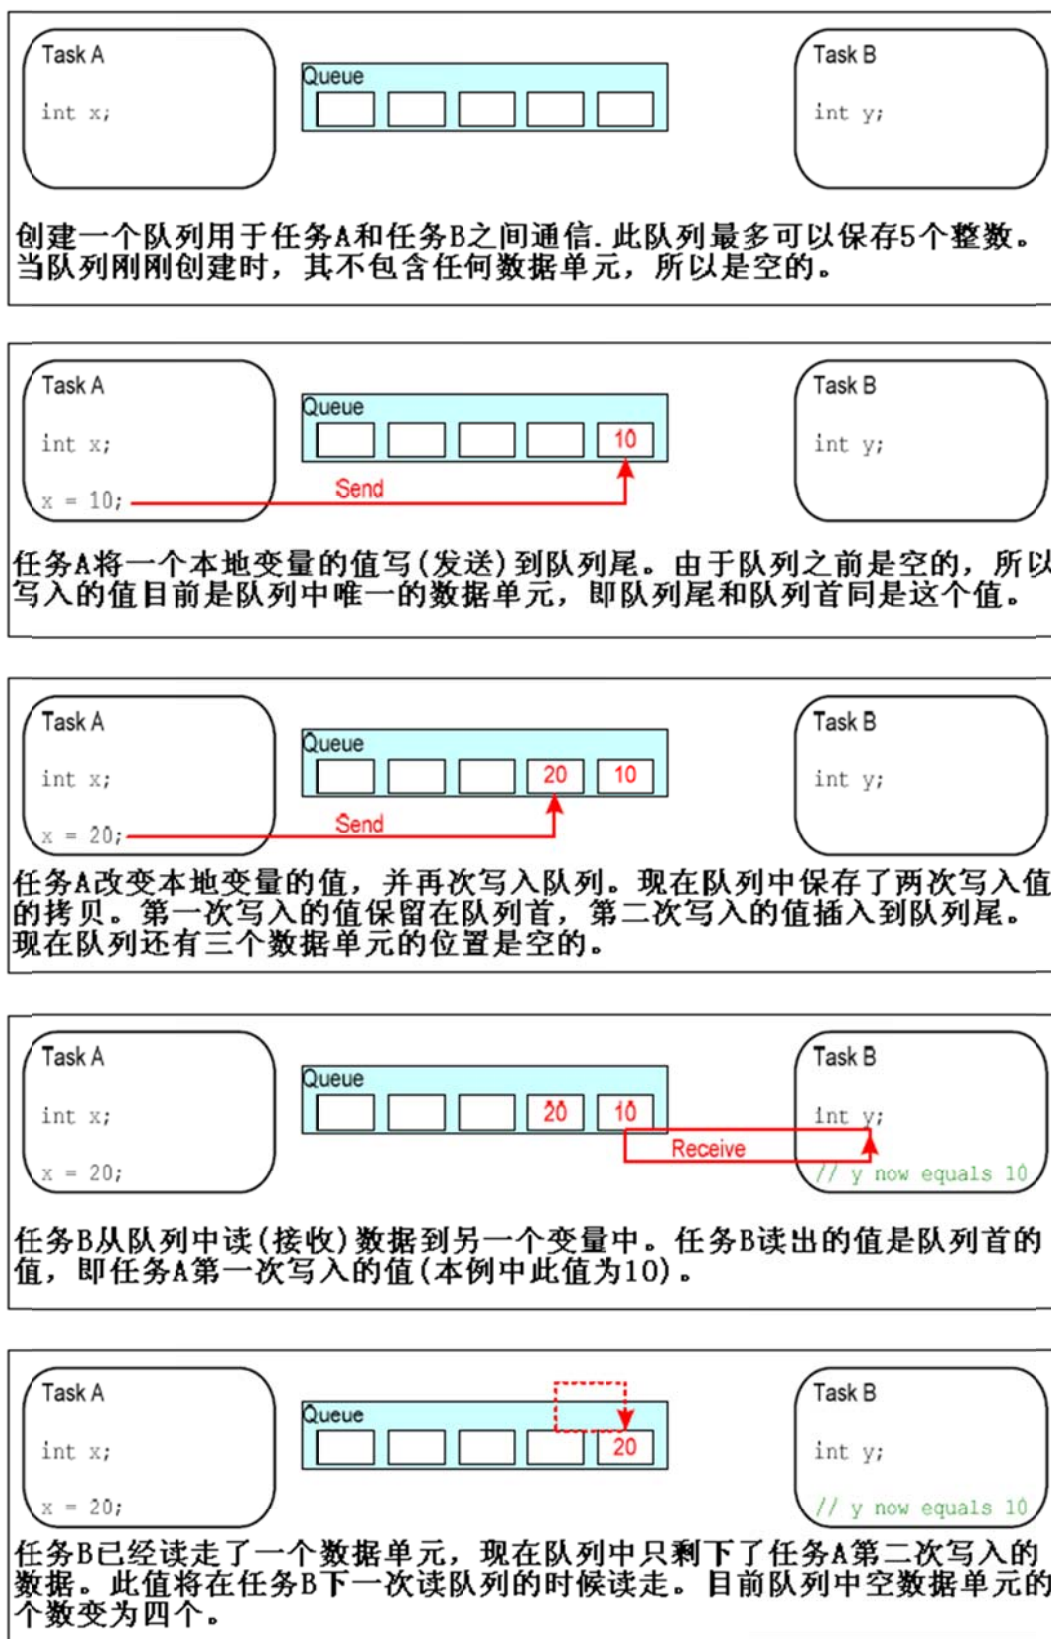 Task A
Queue
Task B
int x;
int y;
创建一个队列用于任务A和任务B之间通信.此队列最多可以保存5个整数。
当队列刚刚创建时，其不包含任何数据单元，所以是空的。
Task A
Queue
Task B
int x;
10
int y;
x = 10;
Send
任务A将一个本地变量的值写(发送)到队列尾。由于队列之前是空的，所以
写入的值目前是队列中唯一的数据单元，即队列尾和队列首同是这个值。
Task A
Queue
Task B
int x;
20 10
int y;
x = 20;
Send
任务A改变本地变量的值，并再次写入队列。现在队列中保存了两次写入值
的拷贝。第一次写入的值保留在队列首，第二次写入的值插入到队列尾。
现在队列还有三个数据单元的位置是空的。
Task A
Queue
Task B
int x;
20 10
int y;
Receive
x = 20;
// y now equals 10
任务B从队列中读(接收)数据到另一个变量中。任务B读出的值是队列首的
值，即任务A第一次写入的值(本例中此值为10)。
Task A
Queue
Task B
int x;
20
int y;
x = 20;
// y now equals 10
任务B已经读走了一个数据单元，现在队列中只剩下了任务A第二次写入的
数据。此值将在任务B下一次读队列的时候读走。目前队列中空数据单元的
个数变为四个。